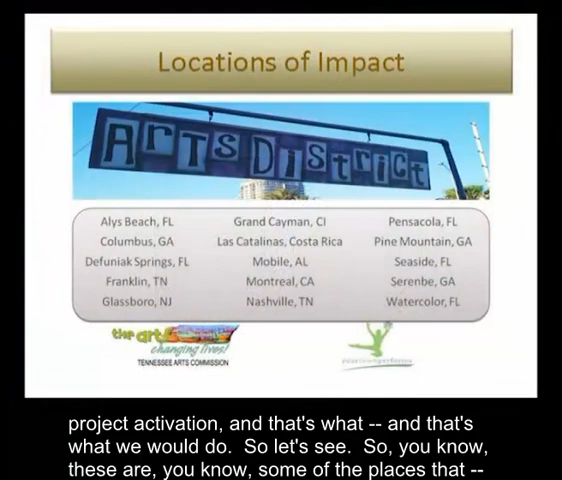 Locations of Impact
Arts District
Alys Beach, FL
Columbus, GA
Defuniak Springs, FL
Franklin, TN
Glassboro, NJ
Grand Cayman, CI
Las Catalinas, Costa Rica
Mobile, AL
Montreal, CA
Nashville, TN
Pensacola, FL
Pine Mountain, GA
Seaside, FL
Serenbe, GA
Watercolor, FL
the arts
changing lives!
TENNESSEE ARTS COMMISSION
project activation, and that's what -- and that's
what we would do.  So let's see.  So, you know,
these are, you know, some of the places that --